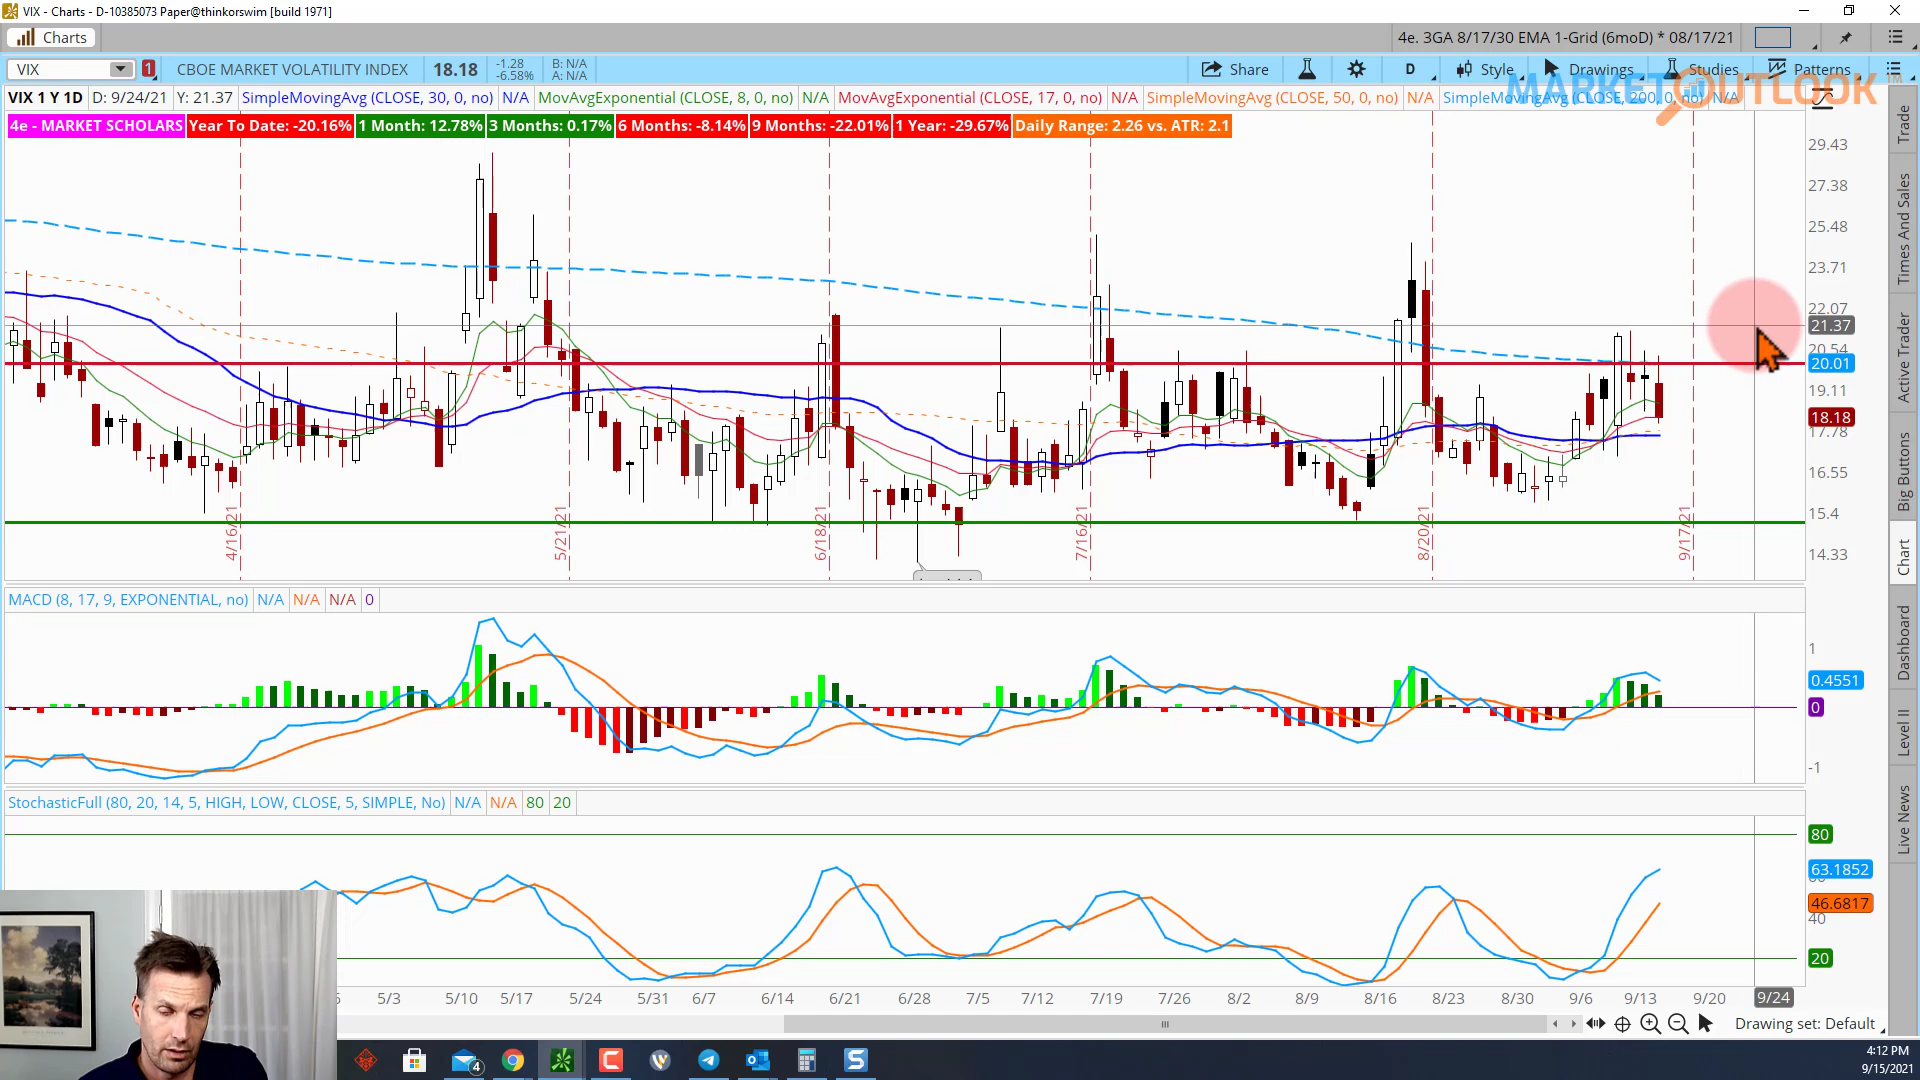 VIX - Charts - D-10385073 Paper@thinkorswim [build 1971]
Charts
4e. 3GA 8/17/30 EMA 1-Grid (6moD) * 08/17/21
VIX
1
CBOE MARKET VOLATILITY INDEX
18.18
-1.28
-6.58%
B: N/A
A: N/A
Share
D
Style
Drawings
Studies
Patterns
MARKET OUTLOOK
VIX 1 Y 1D
D: 9/24/21
Y: 21.37
SimpleMovingAvg (CLOSE, 30, 0, no)
N/A
MovAvgExponential (CLOSE, 8, 0, no)
N/A
MovAvgExponential (CLOSE, 17, 0, no)
N/A
SimpleMovingAvg (CLOSE, 50, 0, no)
N/A
SimpleMovingAvg (CLOSE, 200, 0, no)
N/A
4e - MARKET SCHOLARS
Year To Date: -20.16%
1 Month: 12.78%
3 Months: 0.17%
6 Months: -8.14%
9 Months: -22.01%
1 Year: -29.67%
Daily Range: 2.26 vs. ATR: 2.1
29.43
27.38
25.48
23.71
22.07
21.37
20.54
20.01
19.11
18.18
17.78
16.55
15.4
14.33
4/16/21
5/21/21
6/18/21
7/16/21
8/20/21
9/17/21
MACD (8, 17, 9, EXPONENTIAL, no)
N/A
N/A
N/A
0
1
0.4551
0
-1
StochasticFull (80, 20, 14, 5, HIGH, LOW, CLOSE, 5, SIMPLE, No)
N/A
N/A
80
20
80
63.1852
46.6817
40
20
5/3
5/10
5/17
5/24
5/31
6/7
6/14
6/21
6/28
7/5
7/12
7/19
7/26
8/2
8/9
8/16
8/23
8/30
9/6
9/13
9/20
9/24
Drawing set: Default
Trade
Times And Sales
Active Trader
Big Buttons
Chart
Dashboard
Level II
Live News
4
4:12 PM
9/15/2021